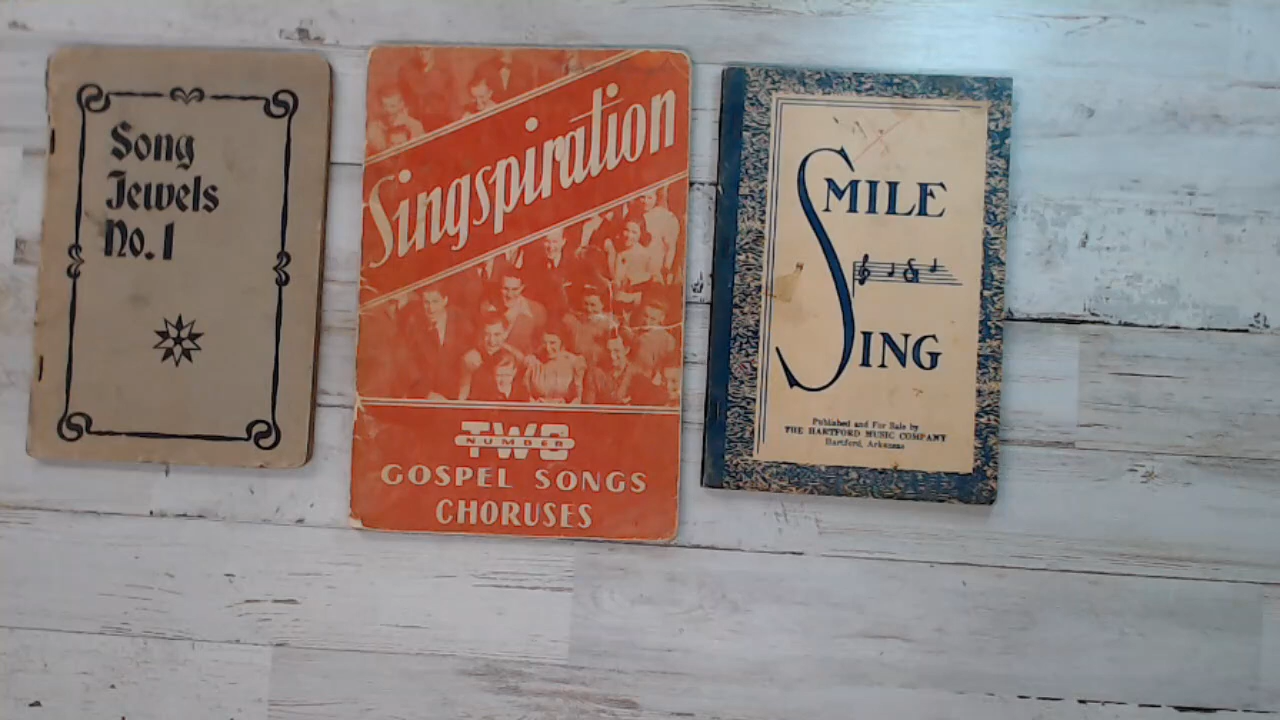 Song
Jewels
No. 1
Singspiration
TWO
NUMBER
GOSPEL SONGS
CHORUSES
SMILE
&
SING
Published and For Sale by
THE HARTFORD MUSIC COMPANY
Hartford, Arkansas